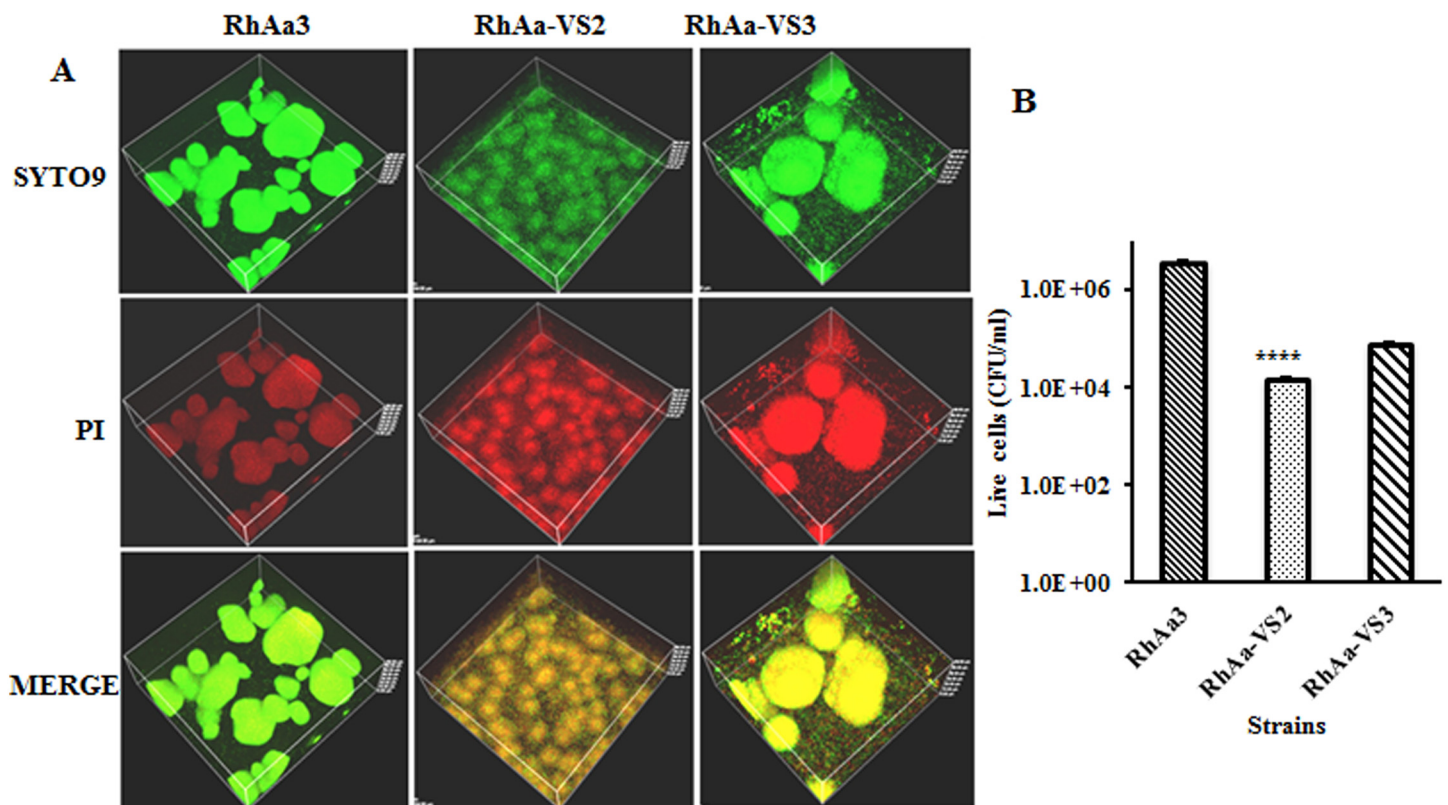 RhAa3 RhAa-VS2 RhAa-VS3
A
SYTO9
PI
MERGE
B
Live cells (CFU/ml)
1.0E +06
1.0E +04
1.0E +02
1.0E +00
****
RhAa3
RhAa-VS2
RhAa-VS3
Strains